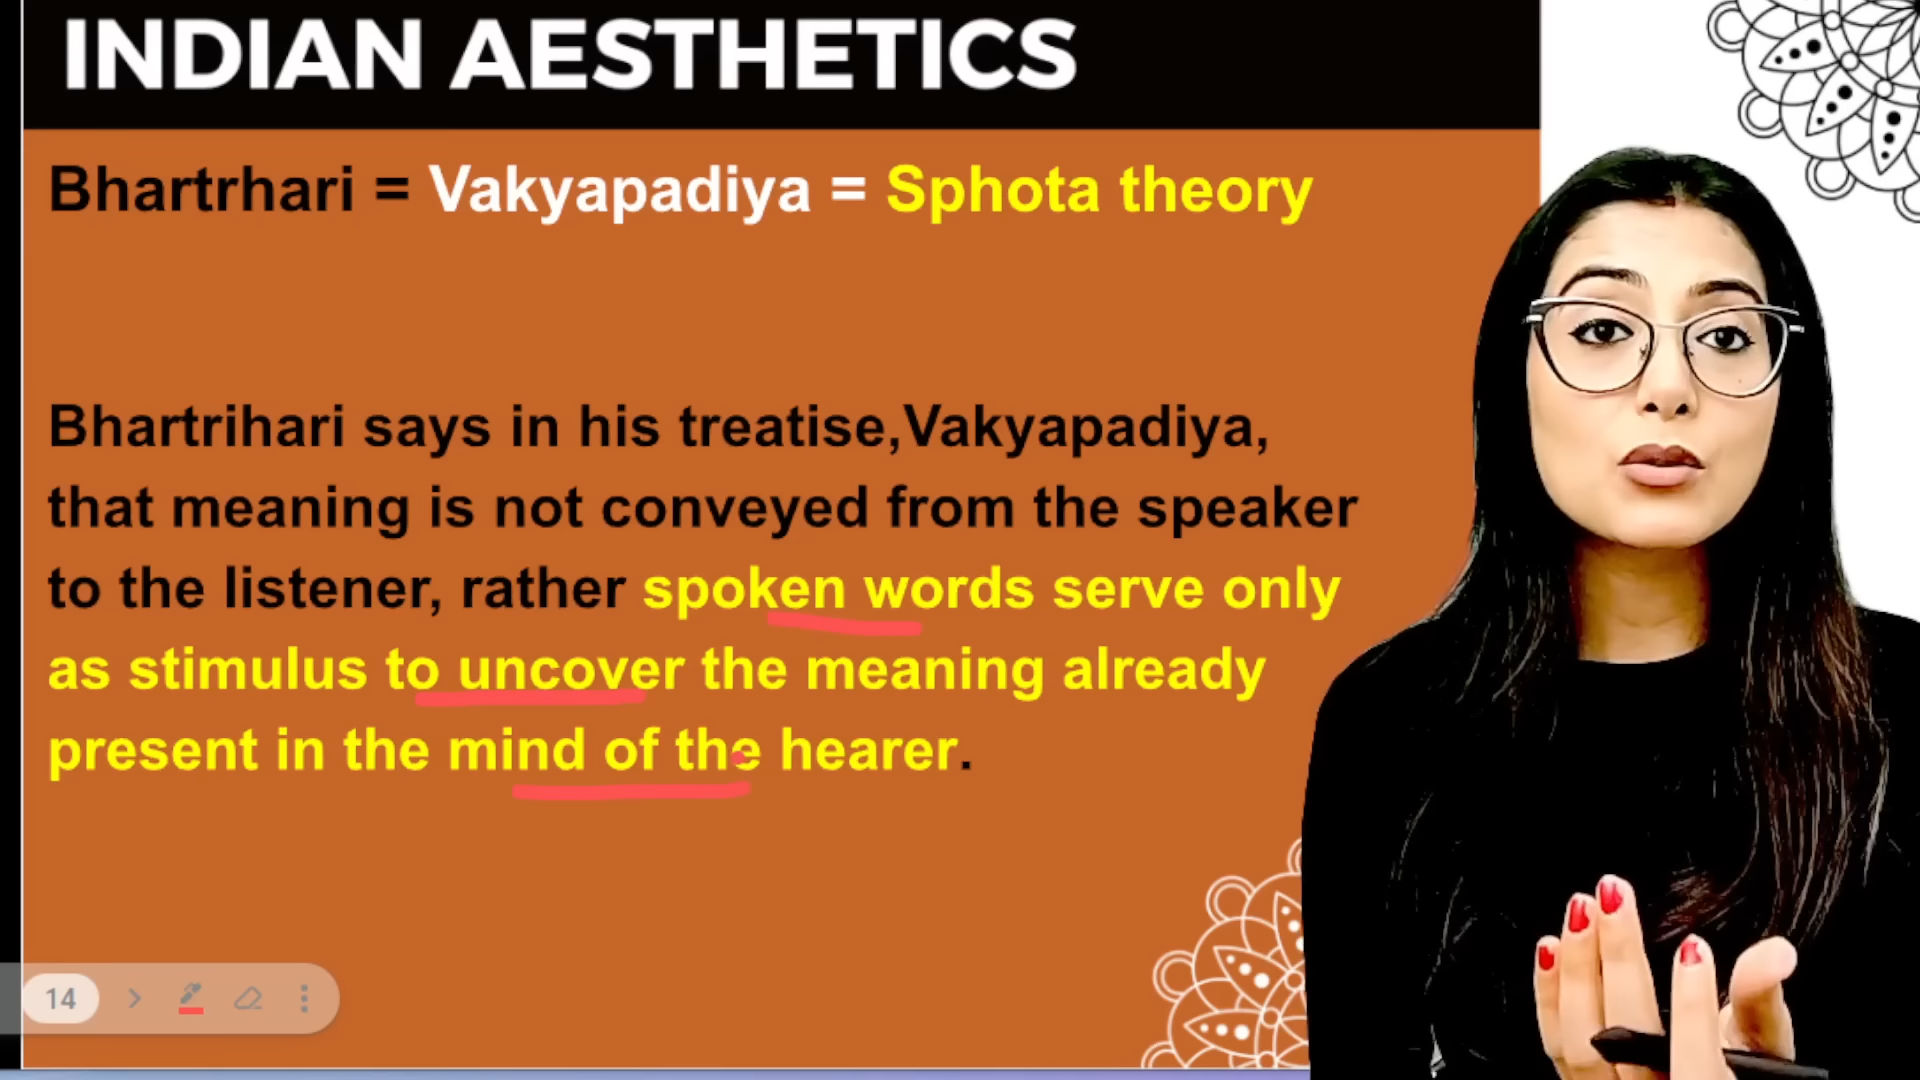 INDIAN AESTHETICS
Bhartrhari = Vakyapadiya = Sphota theory
Bhartrihari says in his treatise,Vakyapadiya,
that meaning is not conveyed from the speaker
to the listener, rather spoken words serve only
as stimulus to uncover the meaning already
present in the mind of the hearer.
14